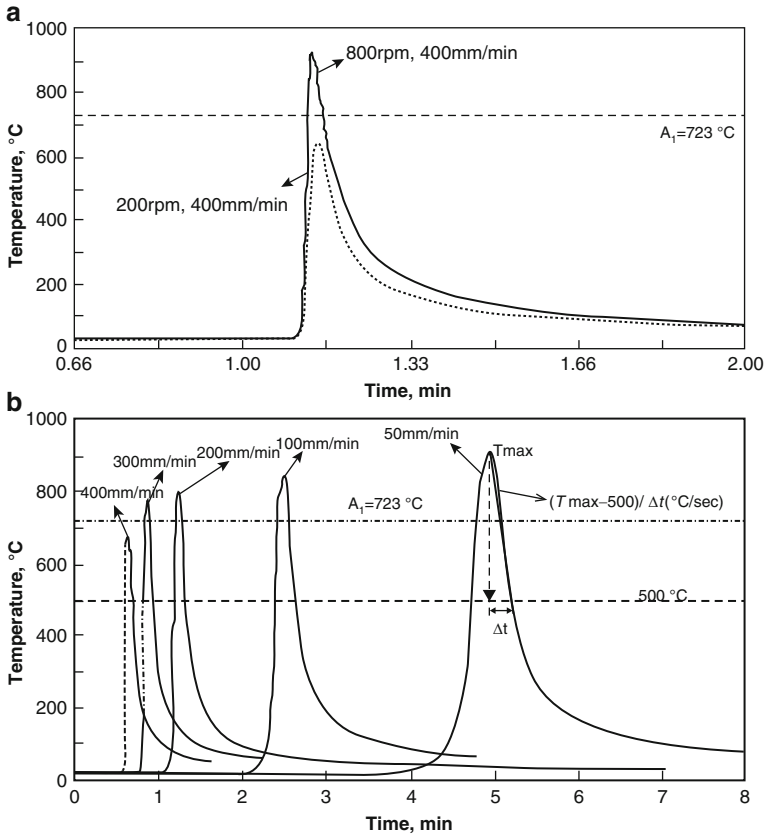 a
1000
800rpm, 400mm/min
800
A1=723 °C
600
200rpm, 400mm/min
400
200
0
Temperature, °C
0.66 1.00 1.33 1.66 2.00
Time, min
b
1000
50mm/min
100mm/min
Tmax
200mm/min
300mm/min
400mm/min
(T max–500)/ Δt(°C/sec)
800
A1=723 °C
600
500 °C
Δt
400
200
0
Temperature, °C
0 1 2 3 4 5 6 7 8
Time, min